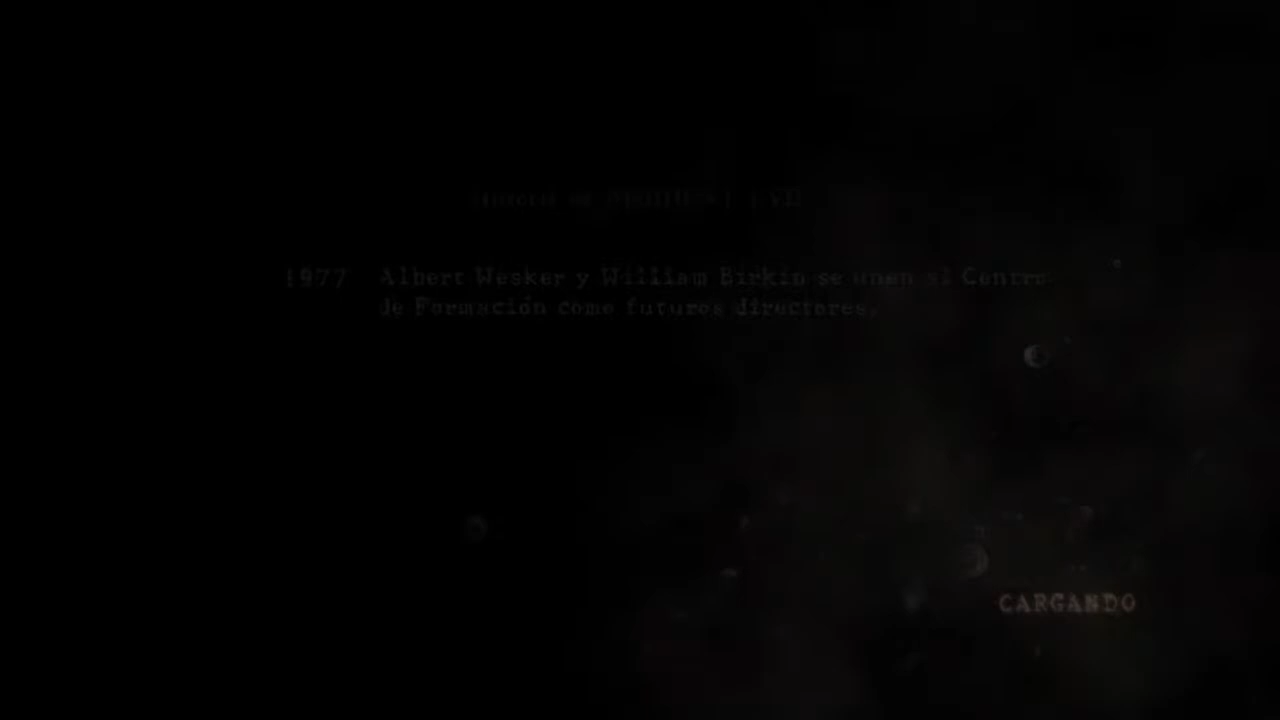 1977 Albert Wesker y William Birkin se unen al Centro
de Formación como futuros directores.
CARGANDO